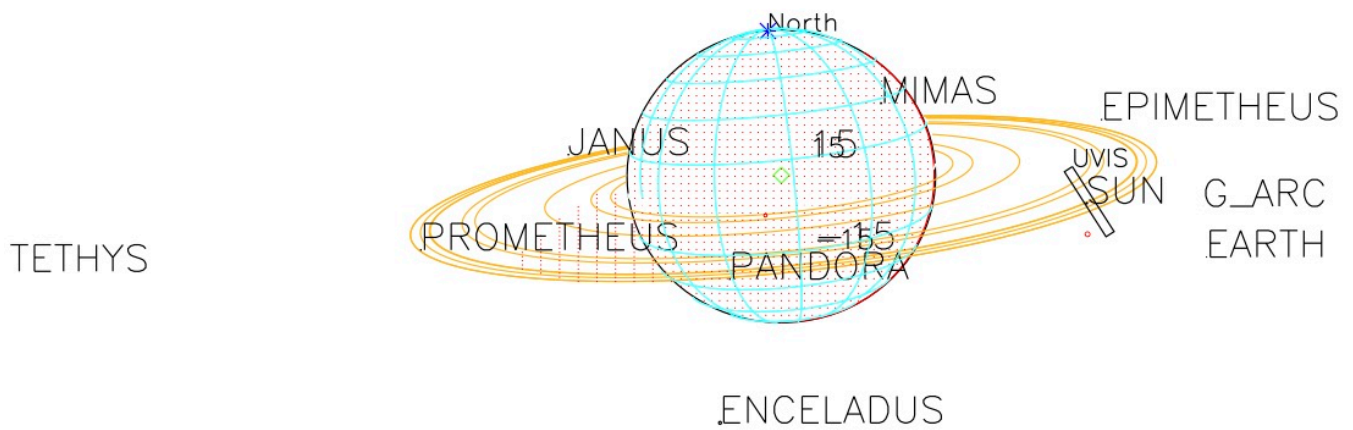 North
MIMAS
EPIMETHEUS
JANUS
15
UVIS
SUN
G_ARC
PROMETHEUS
-15
EARTH
TETHYS
PANDORA
ENCELADUS